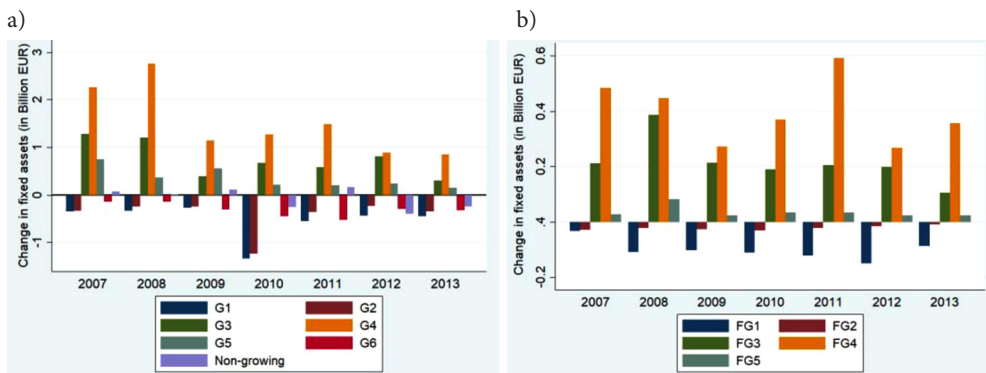 a)
Change in fixed assets (in Billion EUR)
3
2
1
0
-1
2007 2008 2009 2010 2011 2012 2013
G1 G2
G3 G4
G5 G6
Non-growing
b)
Change in fixed assets (in Billion EUR)
0.6
0.4
0.2
.4
-0.2
2007 2008 2009 2010 2011 2012 2013
FG1 FG2
FG3 FG4
FG5